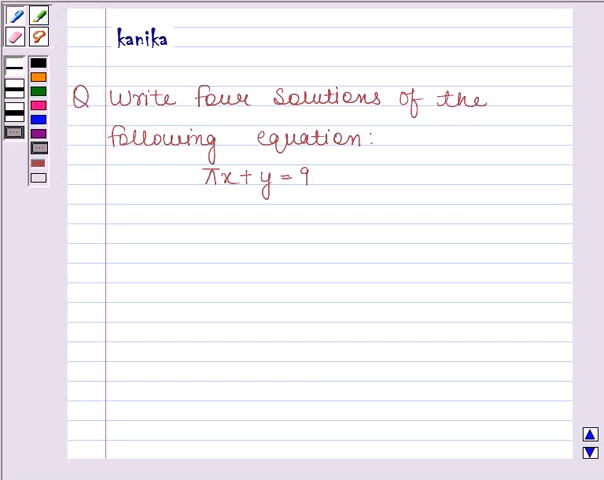 kanika
Q Write four solutions of the
following equation:
πx + y = 9